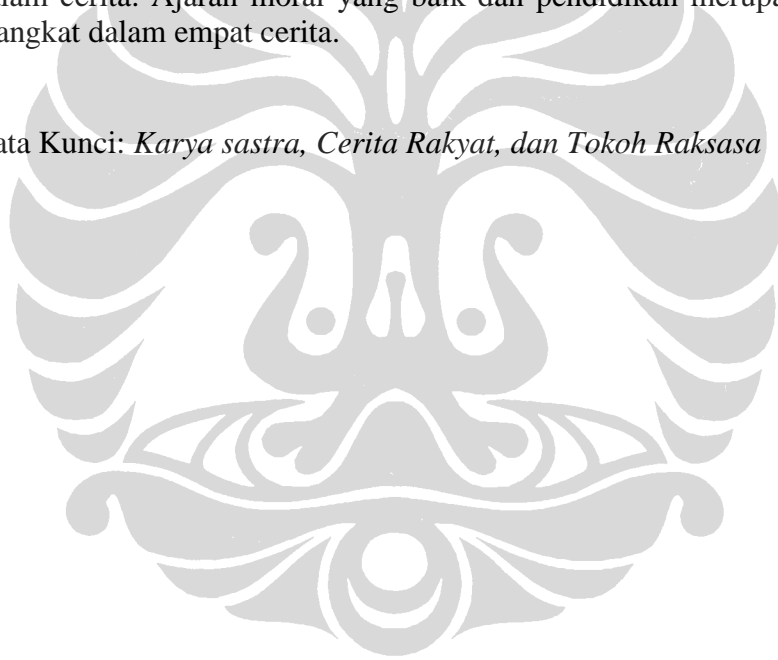 dalam cerita. Ajaran moral yang baik dan pendidikan merupa
angkat dalam empat cerita.
ata Kunci: Karya sastra, Cerita Rakyat, dan Tokoh Raksasa